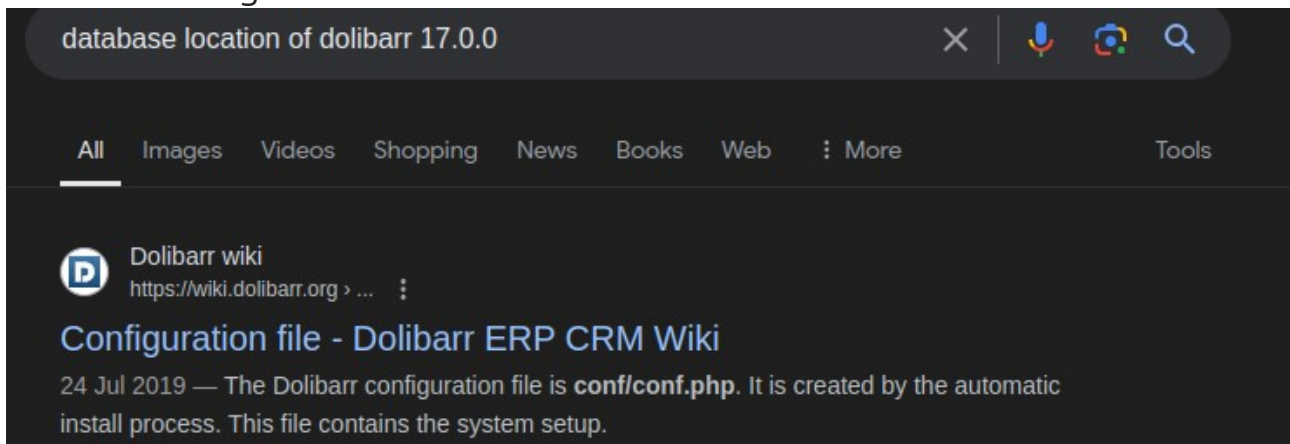 database location of dolibarr 17.0.0
All Images Videos Shopping News Books Web More Tools
Dolibarr wiki
https://wiki.dolibarr.org › ...
Configuration file - Dolibarr ERP CRM Wiki
24 Jul 2019 — The Dolibarr configuration file is conf/conf.php. It is created by the automatic
install process. This file contains the system setup.